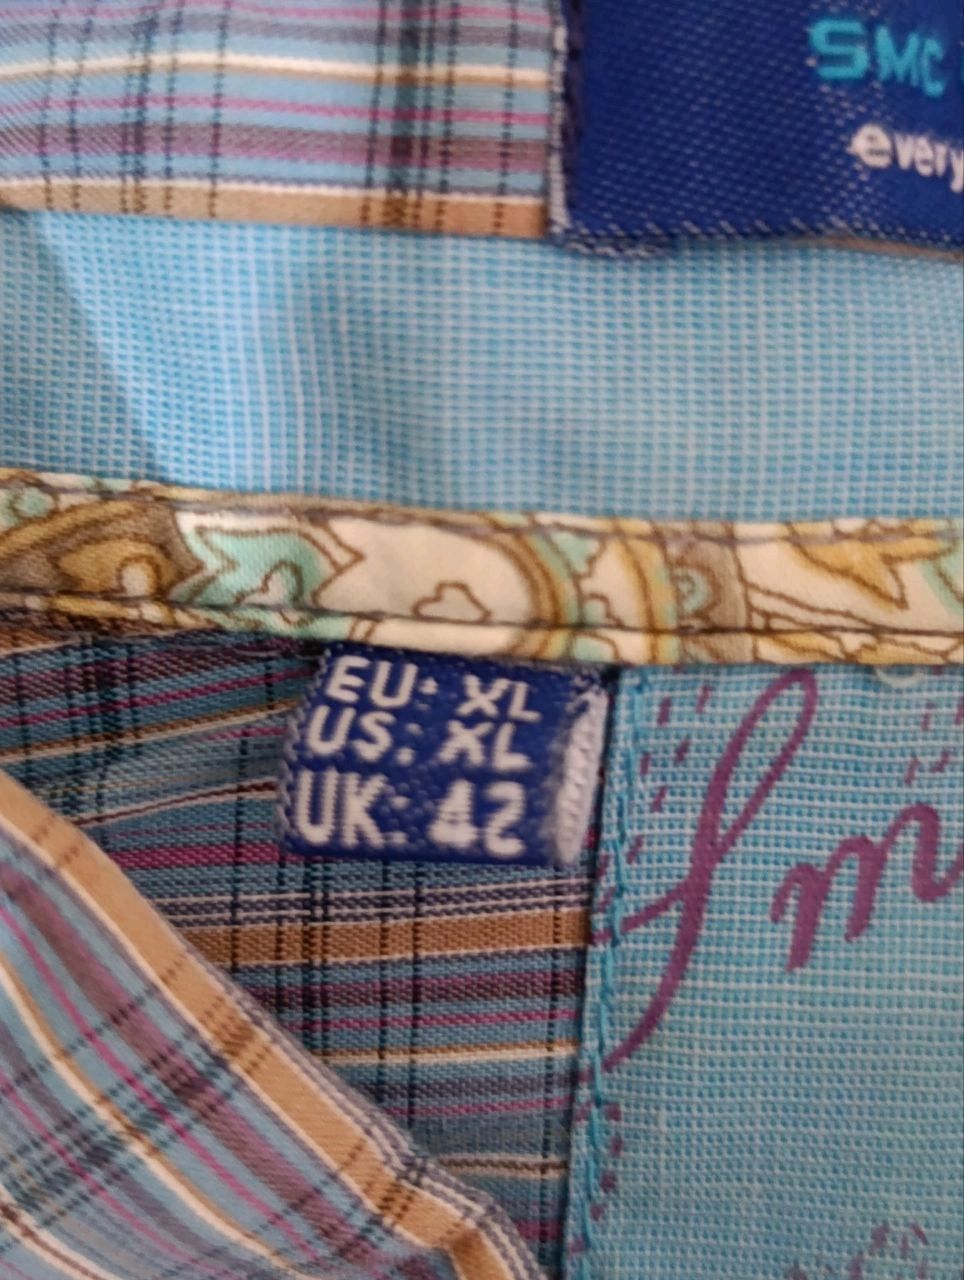 SMC
every
EU: XL
US: XL
UK: 42